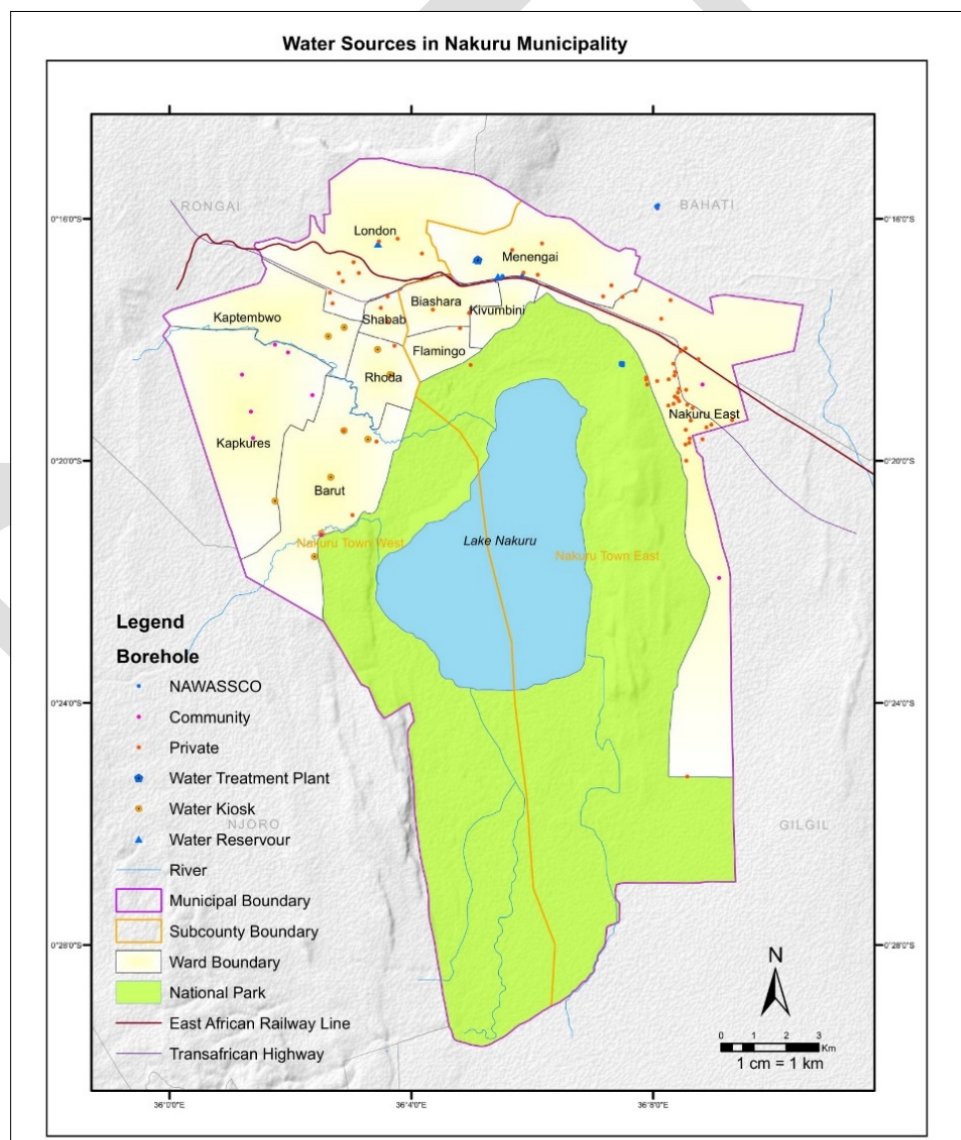 Water Sources in Nakuru Municipality
0°16'0"S
0°16'0"S
RONGAI
BAHATI
London
Menengai
Biashara
Kivumbini
Shabab
Kaptembwo
Flamingo
Rhoda
Nakuru East
Kapkures
0°20'0"S
0°20'0"S
Barut
Nakuru Town West
Lake Nakuru
Nakuru Town East
Legend
Borehole
NAWASSCO
Community
Private
Water Treatment Plant
Water Kiosk
Water Reservour
River
Municipal Boundary
Subcounty Boundary
Ward Boundary
National Park
East African Railway Line
Transafrican Highway
0°24'0"S
0°24'0"S
NJORO
GILGIL
0°28'0"S
0°28'0"S
N
0 1 2 3
Km
1 cm = 1 km
36°0'0"E
36°4'0"E
36°8'0"E